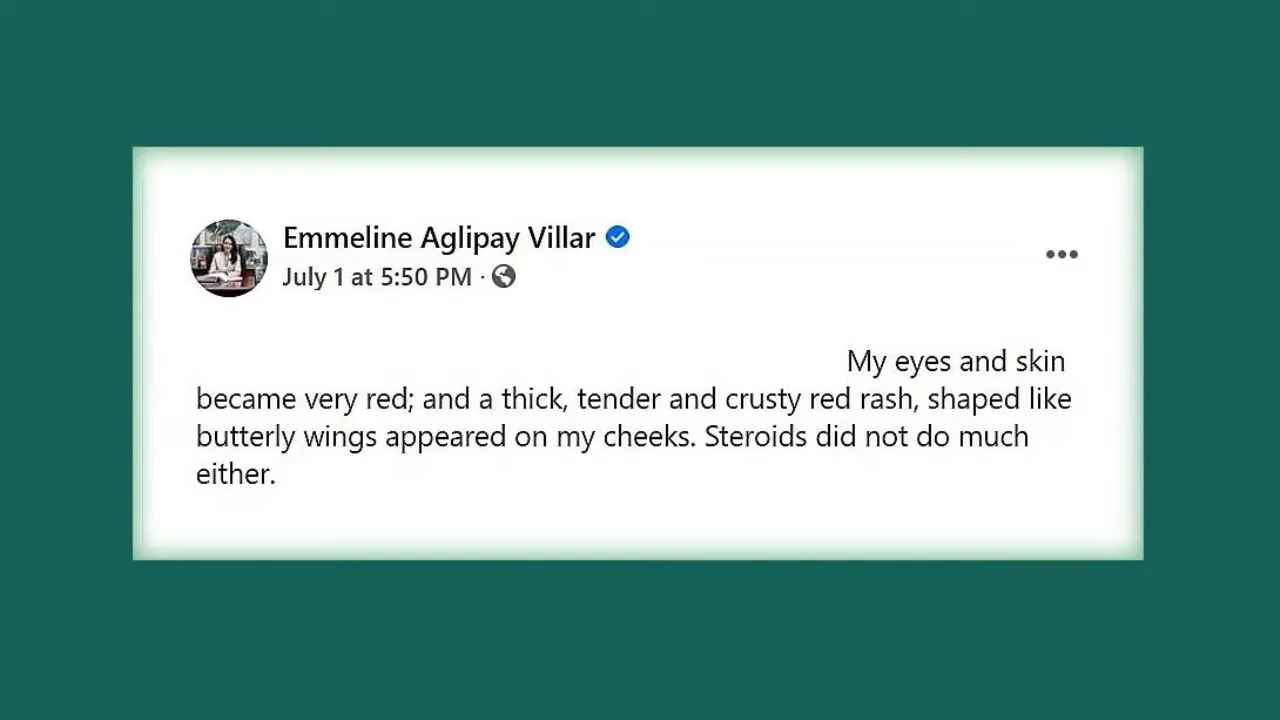 Emmeline Aglipay Villar
July 1 at 5:50 PM ·
My eyes and skin
became very red; and a thick, tender and crusty red rash, shaped like
butterly wings appeared on my cheeks. Steroids did not do much
either.